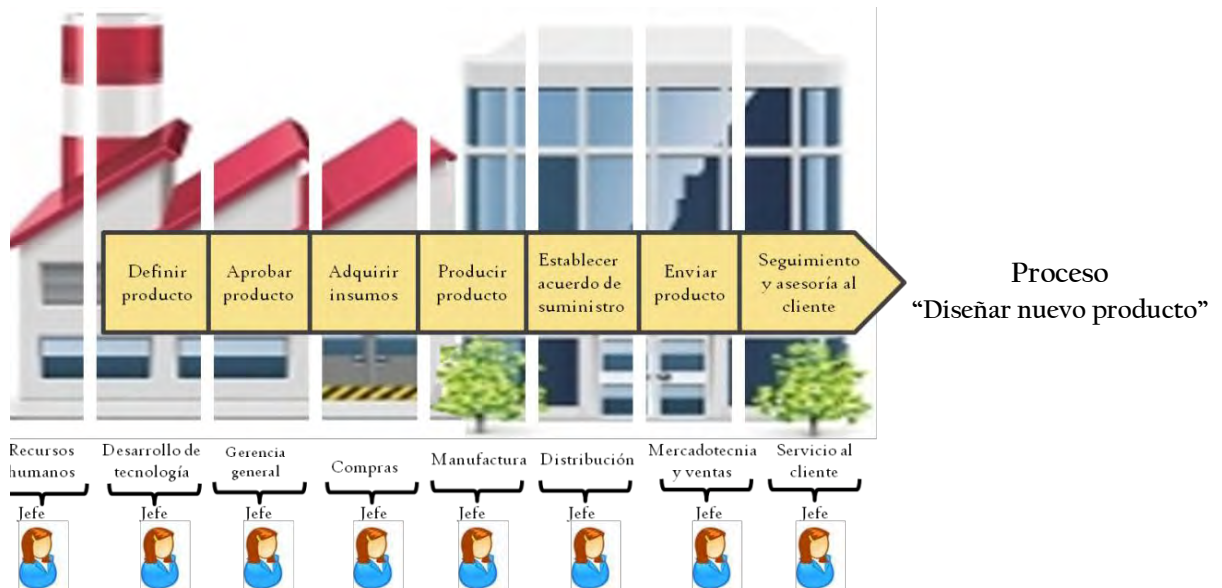 Definir
producto
Aprobar
producto
Adquirir
insumos
Producir
producto
Establecer
acuerdo de
suministro
Enviar
producto
Seguimiento
y asesoría al
cliente
Proceso
“Diseñar nuevo producto”
Recursos
humanos
Desarrollo de
tecnología
Gerencia
general
Compras
Manufactura
Distribución
Mercadotecnia
y ventas
Servicio al
cliente
Jefe
Jefe
Jefe
Jefe
Jefe
Jefe
Jefe
Jefe